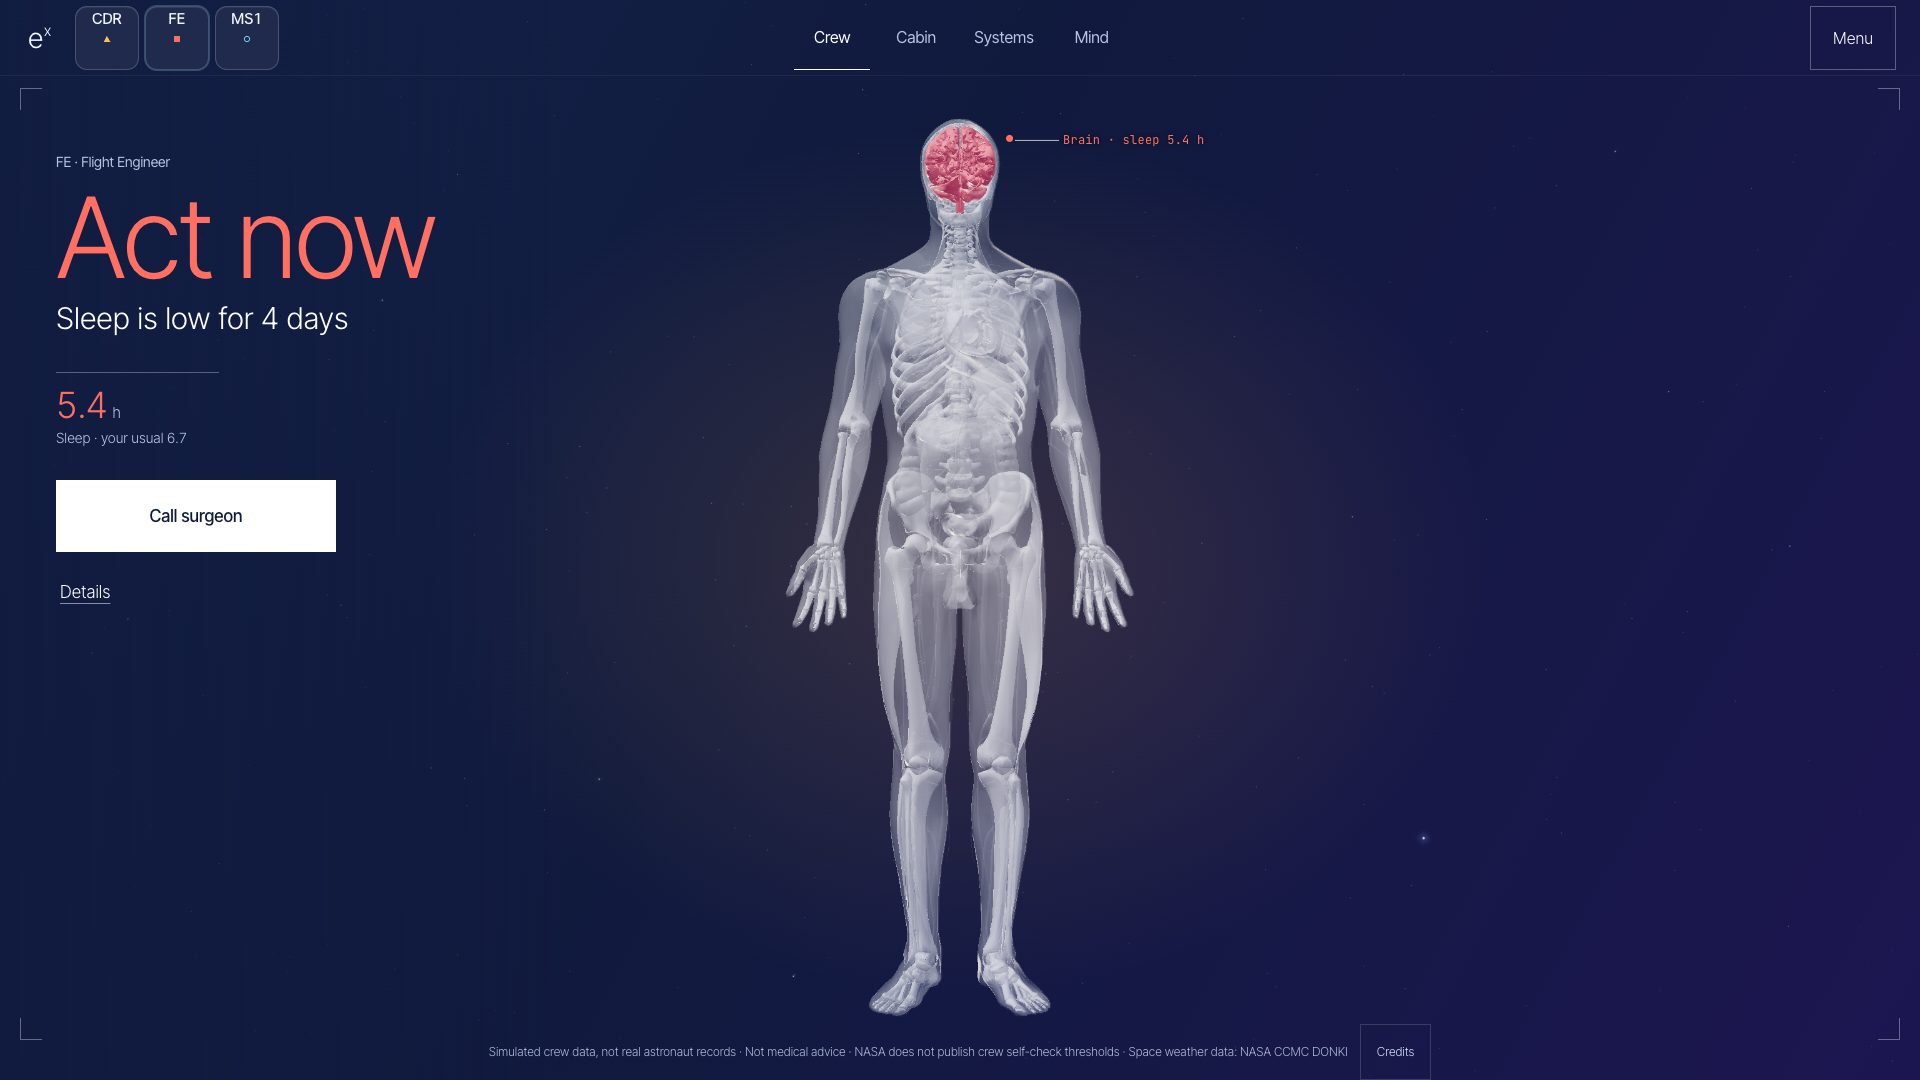 eˣ
CDR
FE
MS1
Crew
Cabin
Systems
Mind
Menu
Brain · sleep 5.4 h
FE · Flight Engineer
Act now
Sleep is low for 4 days
5.4 h
Sleep · your usual 6.7
Call surgeon
Details
Simulated crew data, not real astronaut records · Not medical advice · NASA does not publish crew self-check thresholds · Space weather data: NASA CCMC DONKI
Credits